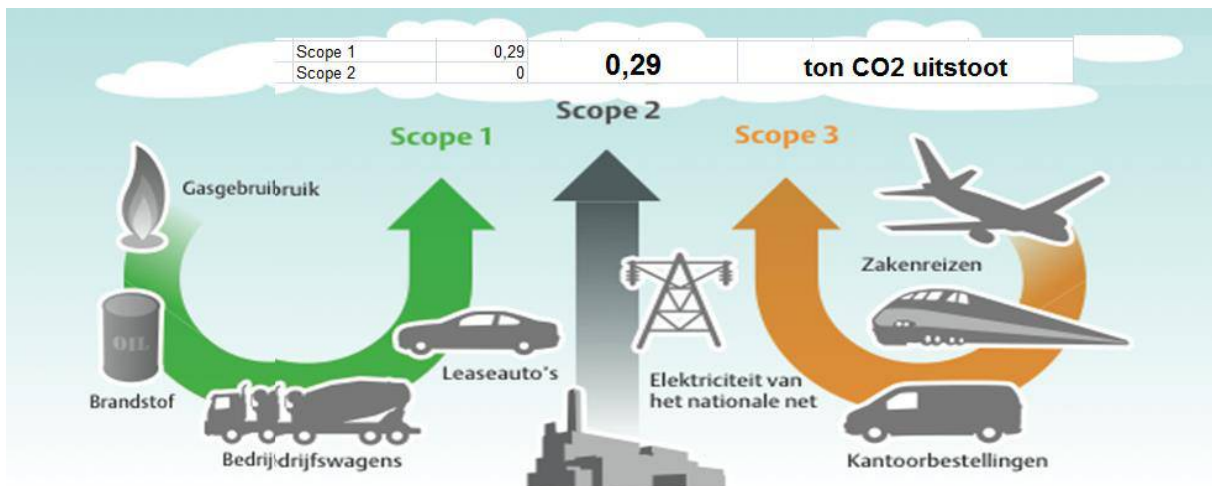 Scope 1 0,29
Scope 2 0
0,29 ton CO2 uitstoot
Scope 1
Scope 2
Scope 3
Gasgebruibruik
Zakenreizen
OIL
Leaseauto's
Elektriciteit van
het nationale net
Brandstof
Bedrijdrijfswagens
Kantoorbestellingen